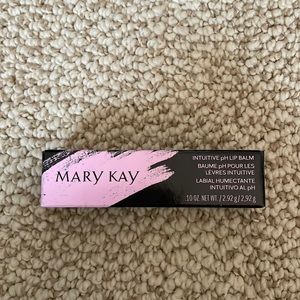 MARY KAY
INTUITIVE pH LIP BALM
BAUME pH POUR LES
LÈVRES INTUITIVE
LABIAL HUMECTANTE
INTUITIVO AL pH
.10 OZ. NET WT. / 2.92 g / 2,92 g